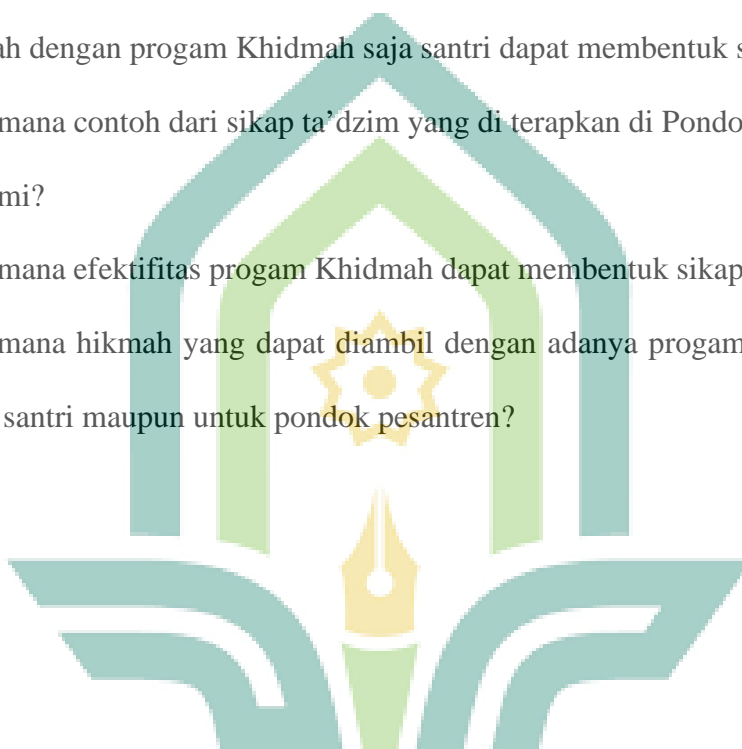 ah dengan progam Khidmah saja santri dapat membentuk s
mana contoh dari sikap ta’dzim yang di terapkan di Pondo
mi?
mana efektifitas progam Khidmah dapat membentuk sikap
mana hikmah yang dapat diambil dengan adanya progam
santri maupun untuk pondok pesantren?